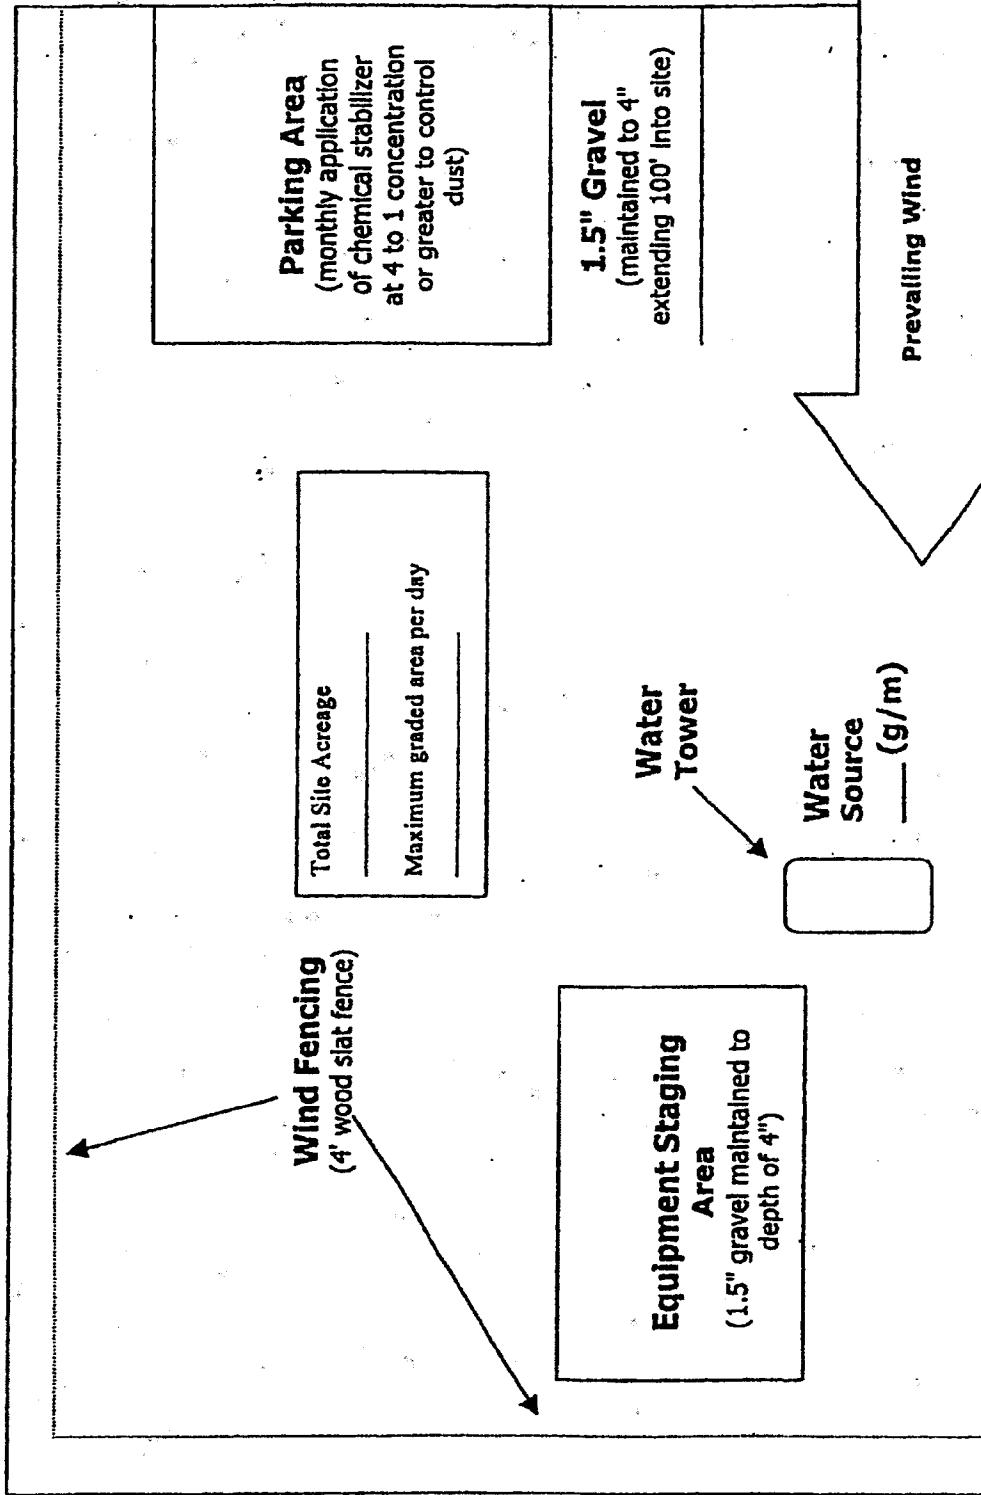 Wind Fencing
(4' wood slat fence)
Total Site Acreage
Maximum graded area per day
Parking Area
(monthly application
of chemical stabilizer
at 4 to 1 concentration
or greater to control
dust)
1.5" Gravel
(maintained to 4"
extending 100' into site)
Equipment Staging
Area
(1.5" gravel maintained to
depth of 4")
Water
Tower
Water
Source
____ (g/m)
Prevailing Wind